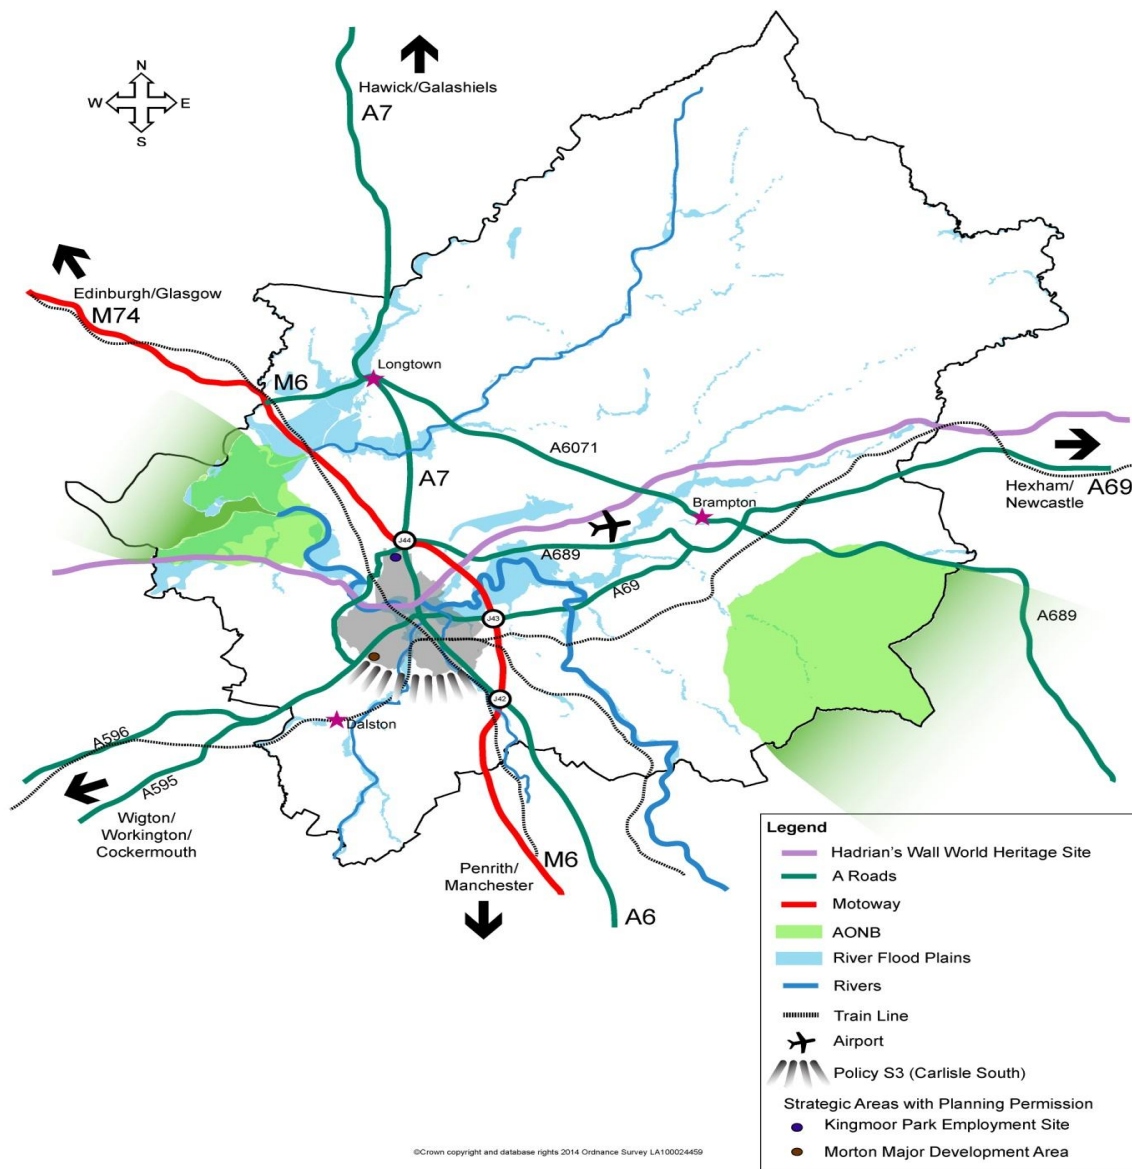 N
W
E
S
Hawick/Galashiels
A7
Edinburgh/Glasgow
M74
M6
Longtown
A6071
A7
Brampton
Hexham/
Newcastle
A69
J44
A689
A69
J43
A689
J42
Dalston
A596
A595
Wigton/
Workington/
Cockermouth
Penrith/
Manchester
M6
A6
Legend
Hadrian's Wall World Heritage Site
A Roads
Motoway
AONB
River Flood Plains
Rivers
Train Line
Airport
Policy S3 (Carlisle South)
Strategic Areas with Planning Permission
Kingmoor Park Employment Site
Morton Major Development Area
©Crown copyright and database rights 2014 Ordnance Survey LA100024459